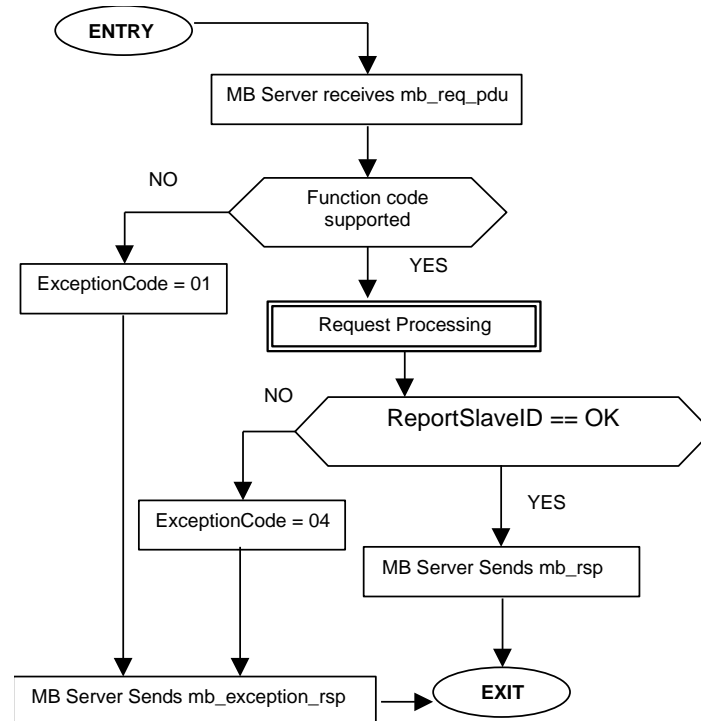 ENTRY
MB Server receives mb_req_pdu
NO
Function code
supported
YES
ExceptionCode = 01
Request Processing
NO
ReportSlaveID == OK
YES
ExceptionCode = 04
MB Server Sends mb_rsp
MB Server Sends mb_exception_rsp
EXIT